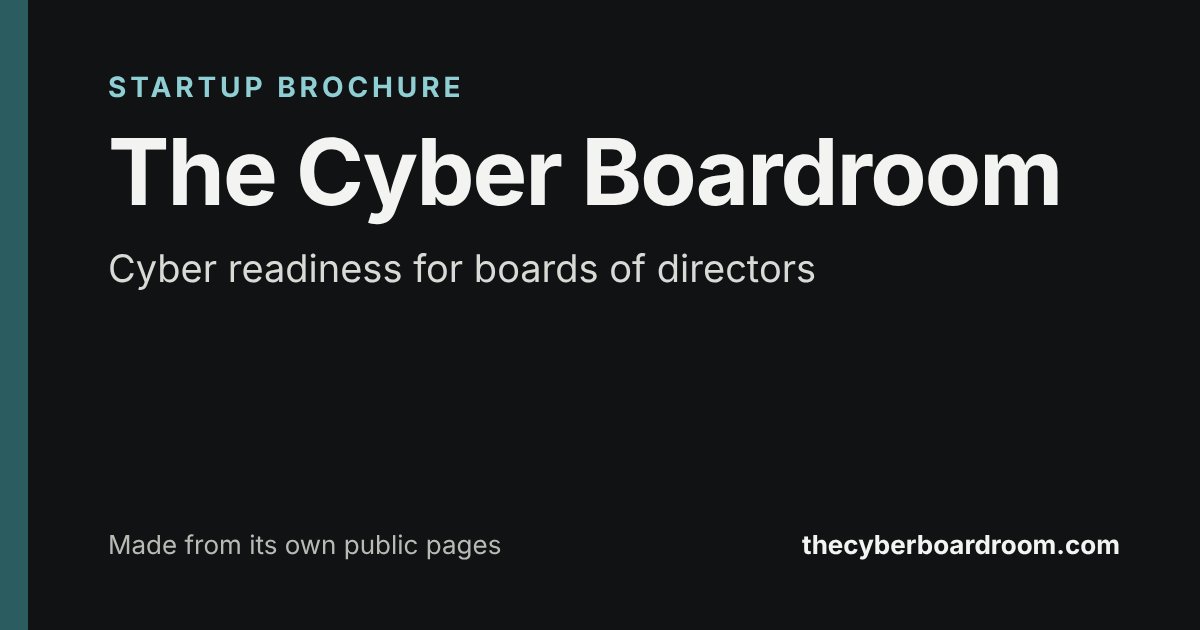 STARTUP BROCHURE
The Cyber Boardroom
Cyber readiness for boards of directors
Made from its own public pages
thecyberboardroom.com